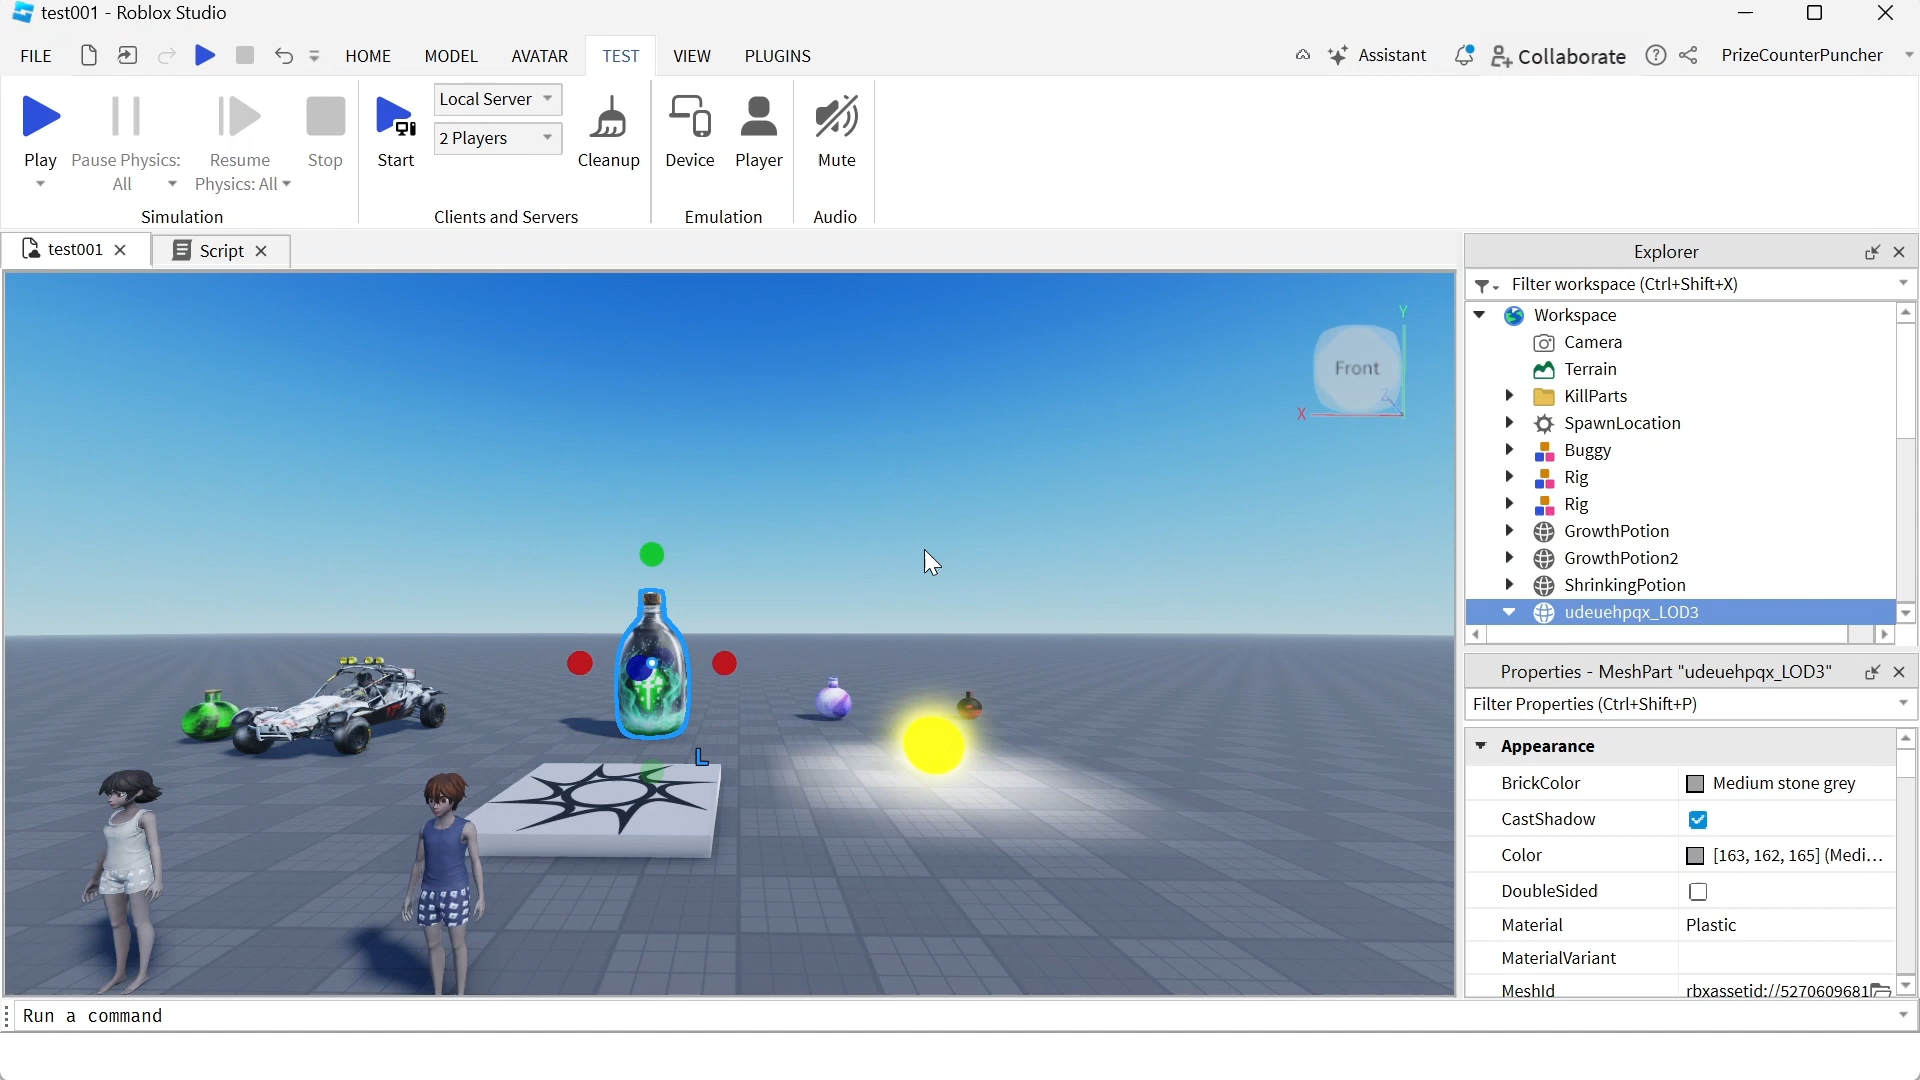 test001 - Roblox Studio
FILE HOME MODEL AVATAR TEST VIEW PLUGINS Assistant Collaborate PrizeCounterPuncher
Play
Pause Physics:
All
Resume
Physics: All
Stop
Simulation
Start
Local Server
2 Players
Cleanup
Clients and Servers
Device
Player
Emulation
Mute
Audio
test001
Script
Front
Y
X
Z
L
17
Explorer
Filter workspace (Ctrl+Shift+X)
Workspace
Camera
Terrain
KillParts
SpawnLocation
Buggy
Rig
Rig
GrowthPotion
GrowthPotion2
ShrinkingPotion
udeuehpqx_LOD3
Properties - MeshPart "udeuehpqx_LOD3"
Filter Properties (Ctrl+Shift+P)
Appearance
BrickColor Medium stone grey
CastShadow
Color [163, 162, 165] (Medi...
DoubleSided
Material Plastic
MaterialVariant
MeshId rbxassetid://5270609681
Run a command